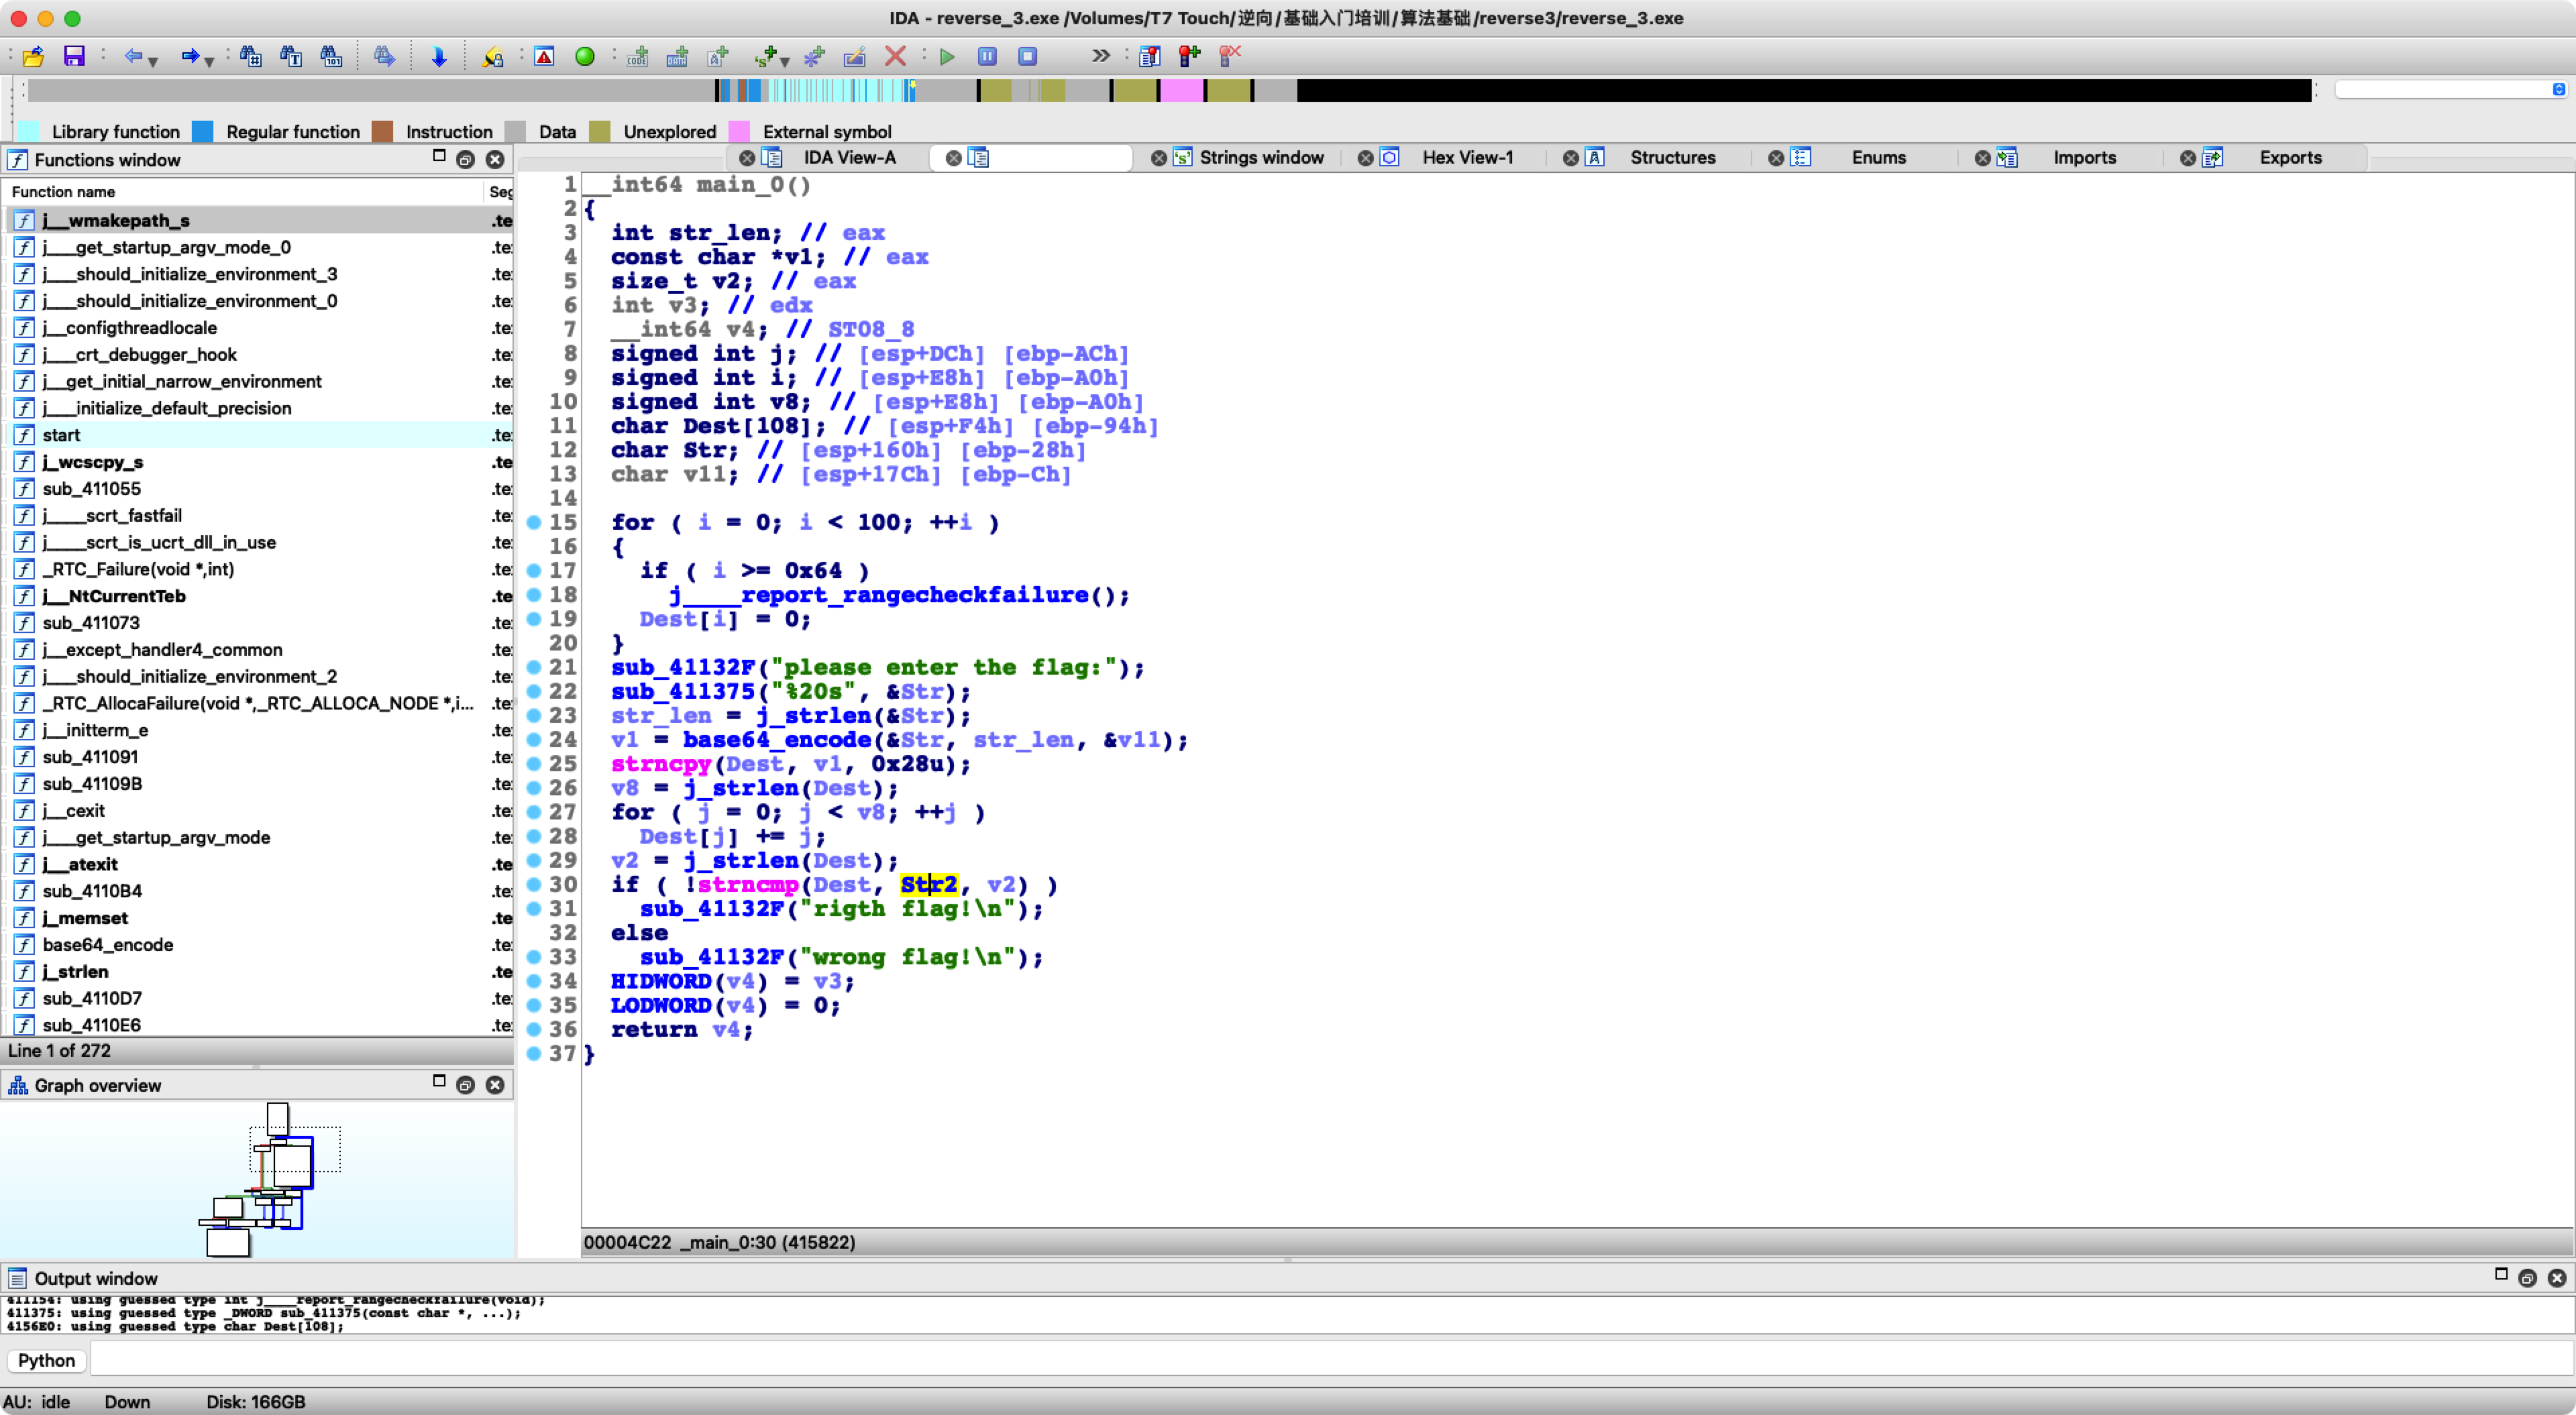 IDA - reverse_3.exe /Volumes/T7 Touch/逆向/基础入门培训/算法基础/reverse3/reverse_3.exe
Library function Regular function Instruction Data Unexplored External symbol
Functions window
IDA View-A Strings window Hex View-1 Structures Enums Imports Exports
Function name Seg
j__wmakepath_s .te
j___get_startup_argv_mode_0 .te
j___should_initialize_environment_3 .te
j___should_initialize_environment_0 .te
j__configthreadlocale .te
j___crt_debugger_hook .te
j__get_initial_narrow_environment .te
j___initialize_default_precision .te
start .te
j_wcscpy_s .te
sub_411055 .te
j____scrt_fastfail .te
j____scrt_is_ucrt_dll_in_use .te
_RTC_Failure(void *,int) .te
j__NtCurrentTeb .te
sub_411073 .te
j__except_handler4_common .te
j___should_initialize_environment_2 .te
_RTC_AllocaFailure(void *,_RTC_ALLOCA_NODE *,i... .te
j__initterm_e .te
sub_411091 .te
sub_41109B .te
j__cexit .te
j___get_startup_argv_mode .te
j__atexit .te
sub_4110B4 .te
j_memset .te
base64_encode .te
j_strlen .te
sub_4110D7 .te
sub_4110E6 .te
Line 1 of 272
Graph overview
1 __int64 main_0()
2 {
3 int str_len; // eax
4 const char *v1; // eax
5 size_t v2; // eax
6 int v3; // edx
7 __int64 v4; // ST08_8
8 signed int j; // [esp+DCh] [ebp-ACh]
9 signed int i; // [esp+E8h] [ebp-A0h]
10 signed int v8; // [esp+E8h] [ebp-A0h]
11 char Dest[108]; // [esp+F4h] [ebp-94h]
12 char Str; // [esp+160h] [ebp-28h]
13 char v11; // [esp+17Ch] [ebp-Ch]
14
15 for ( i = 0; i < 100; ++i )
16 {
17 if ( i >= 0x64 )
18 j____report_rangecheckfailure();
19 Dest[i] = 0;
20 }
21 sub_41132F("please enter the flag:");
22 sub_411375("%20s", &Str);
23 str_len = j_strlen(&Str);
24 v1 = base64_encode(&Str, str_len, &v11);
25 strncpy(Dest, v1, 0x28u);
26 v8 = j_strlen(Dest);
27 for ( j = 0; j < v8; ++j )
28 Dest[j] += j;
29 v2 = j_strlen(Dest);
30 if ( !strncmp(Dest, Str2, v2) )
31 sub_41132F("rigth flag!\n");
32 else
33 sub_41132F("wrong flag!\n");
34 HIDWORD(v4) = v3;
35 LODWORD(v4) = 0;
36 return v4;
37 }
00004C22 _main_0:30 (415822)
Output window
411154: using guessed type int j____report_rangecheckfailure(void);
411375: using guessed type _DWORD sub_411375(const char *, ...);
4156E0: using guessed type char Dest[108];
Python
AU: idle Down Disk: 166GB